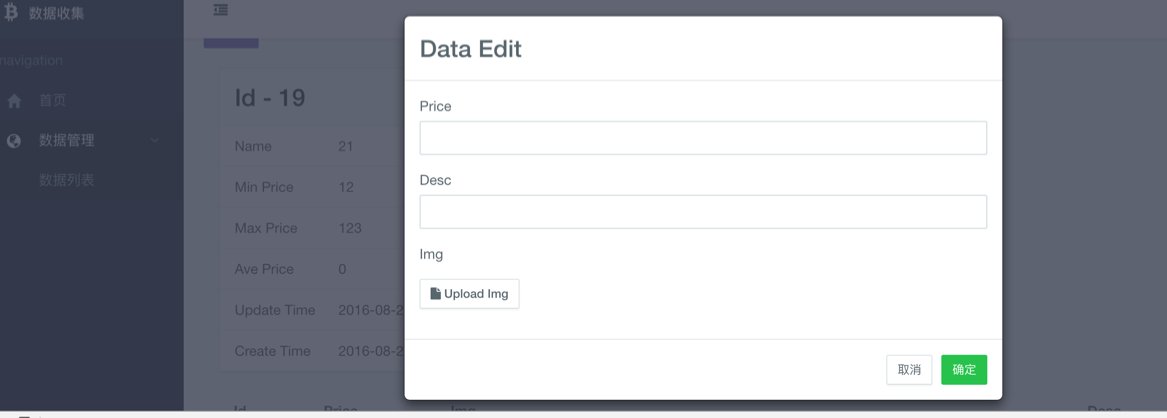 数据收集
navigation
首页
数据管理
数据列表
Id - 19
Name 21
Min Price 12
Max Price 123
Ave Price 0
Update Time 2016-08-2
Create Time 2016-08-2
Id Price Img Desc
Data Edit
Price
Desc
Img
Upload Img
取消 确定